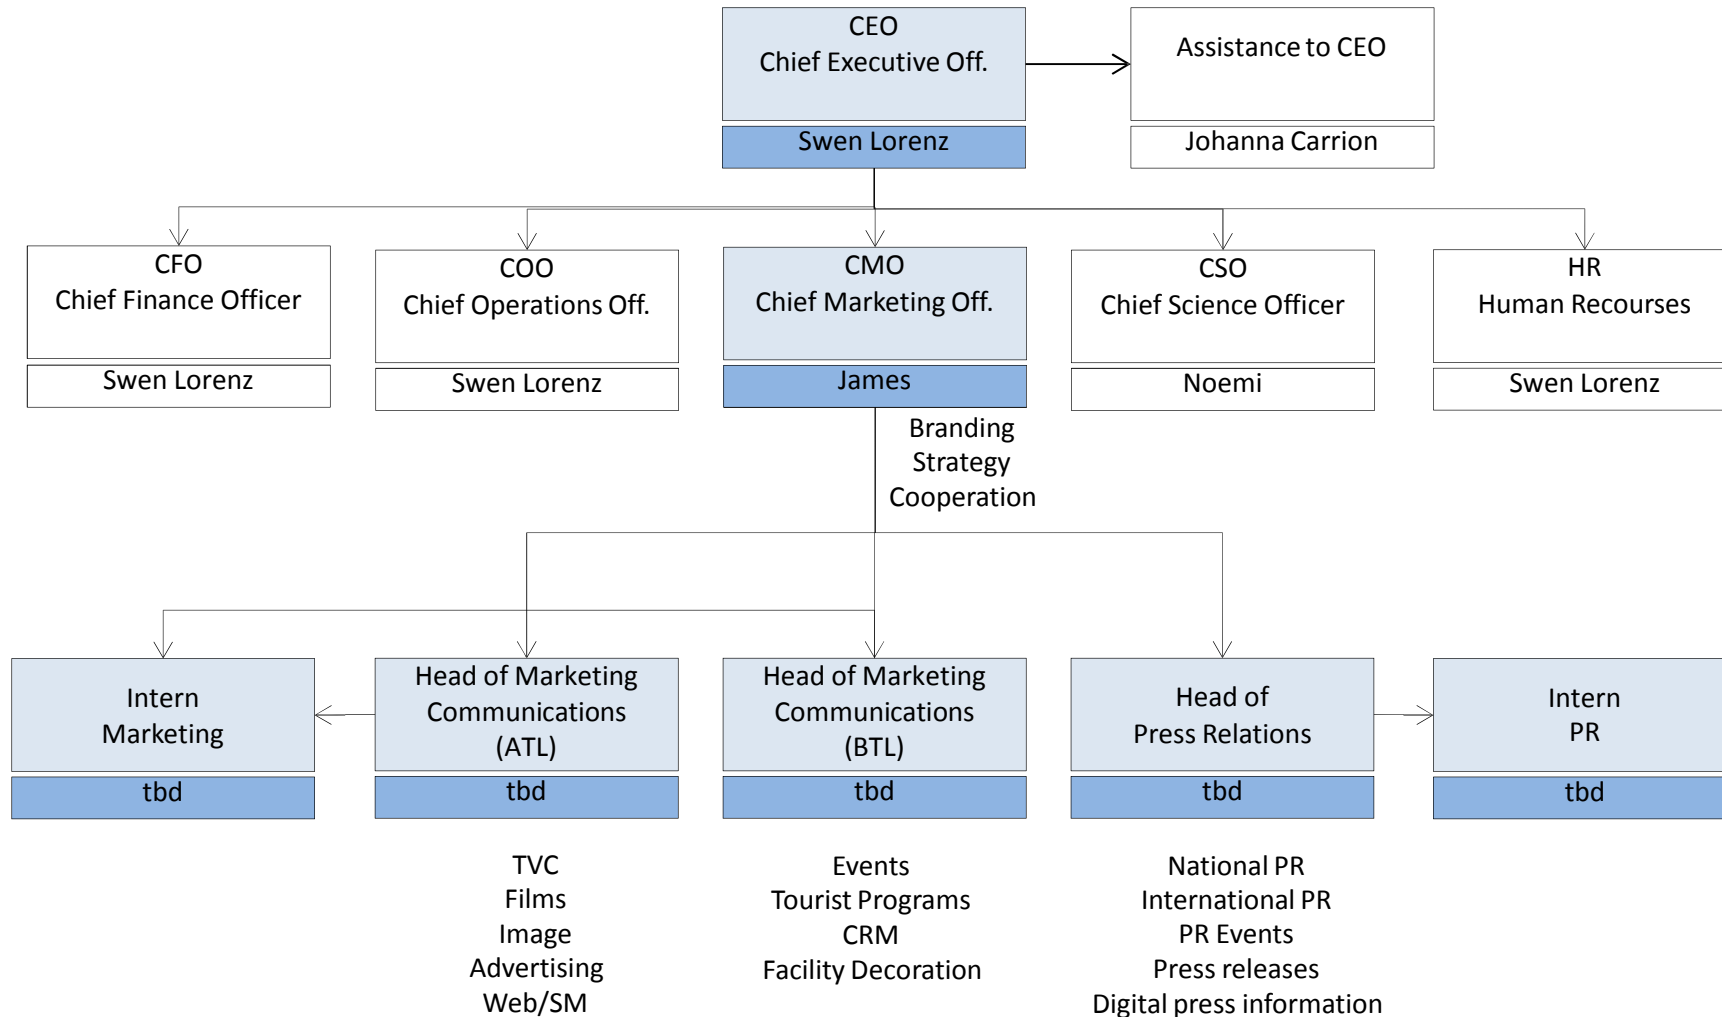 CEO
Chief Executive Off.
Swen Lorenz
Assistance to CEO
Johanna Carrion
CFO
Chief Finance Officer
Swen Lorenz
COO
Chief Operations Off.
Swen Lorenz
CMO
Chief Marketing Off.
James
CSO
Chief Science Officer
Noemi
HR
Human Recourses
Swen Lorenz
Branding
Strategy
Cooperation
Intern
Marketing
tbd
Head of Marketing
Communications
(ATL)
tbd
Head of Marketing
Communications
(BTL)
tbd
Head of
Press Relations
tbd
Intern
PR
tbd
TVC
Films
Image
Advertising
Web/SM
Events
Tourist Programs
CRM
Facility Decoration
National PR
International PR
PR Events
Press releases
Digital press information